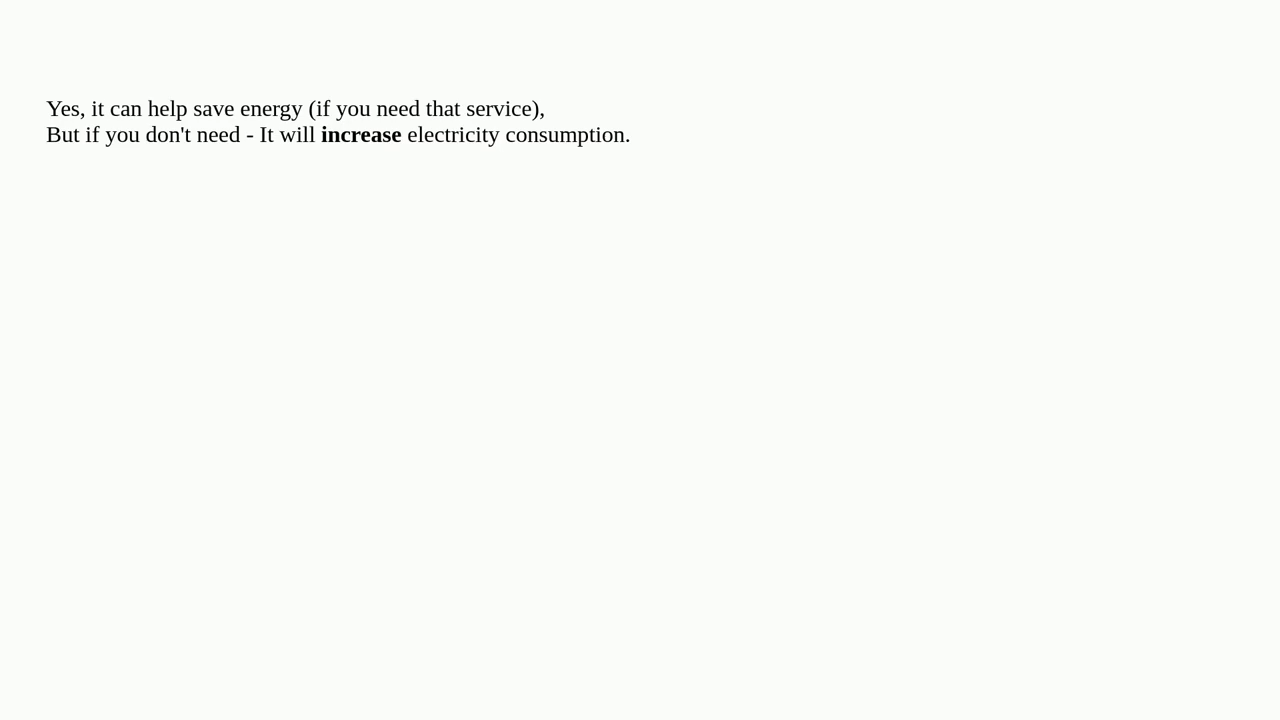 Yes, it can help save energy (if you need that service),
But if you don't need - It will increase electricity consumption.